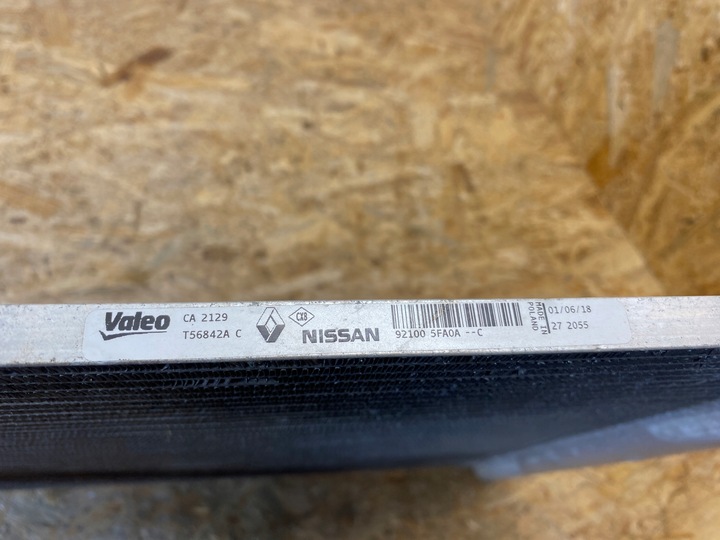 Valeo
CA 2129
T56842A C
CX8
NISSAN
92100 5FA0A --C
MADE IN
POLAND
01/06/18
27 2055